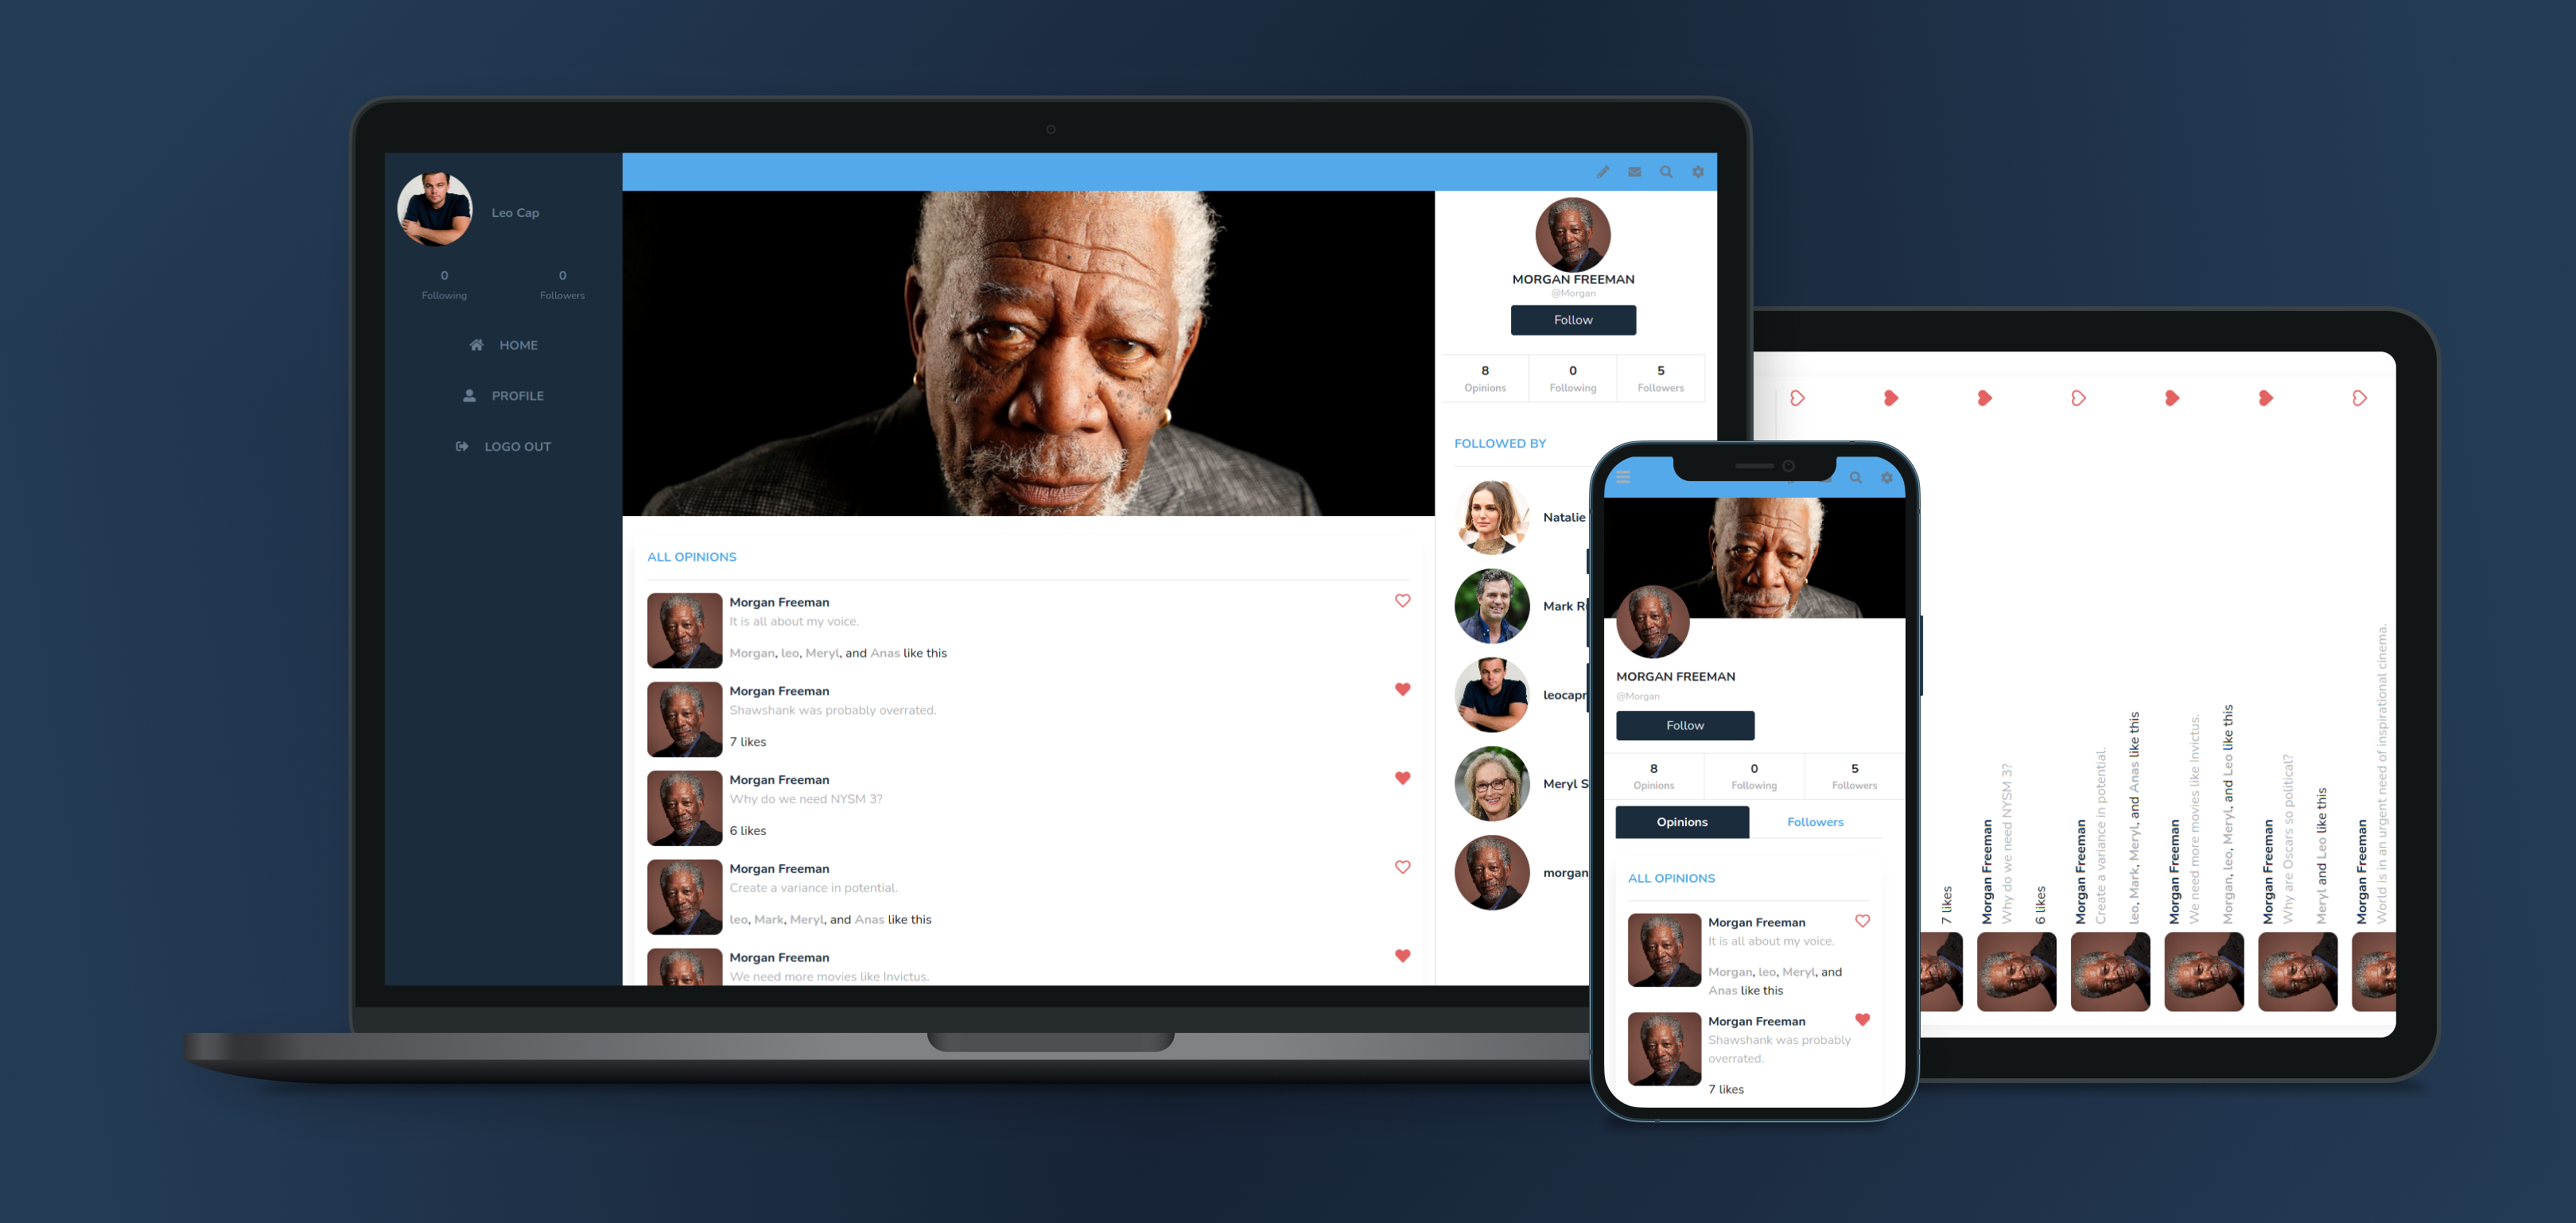 Leo Cap
0
0
Following
Followers
HOME
PROFILE
LOGO OUT
ALL OPINIONS
Morgan Freeman
It is all about my voice.
Morgan, leo, Meryl, and Anas like this
Morgan Freeman
Shawshank was probably overrated.
7 likes
Morgan Freeman
Why do we need NYSM 3?
6 likes
Morgan Freeman
Create a variance in potential.
leo, Mark, Meryl, and Anas like this
Morgan Freeman
We need more movies like Invictus.
MORGAN FREEMAN
@Morgan
Follow
8
0
5
Opinions
Following
Followers
FOLLOWED BY
Natalie
Mark R
leocapr
Meryl S
morgan
MORGAN FREEMAN
@Morgan
Follow
8
0
5
Opinions
Following
Followers
Opinions
Followers
ALL OPINIONS
Morgan Freeman
It is all about my voice.
Morgan, leo, Meryl, and
Anas like this
Morgan Freeman
Shawshank was probably
overrated.
7 likes
7 likes
Morgan Freeman
Why do we need NYSM 3?
6 likes
Morgan Freeman
Create a variance in potential.
Leo, Mark, Meryl, and Anas like this
Morgan Freeman
We need more movies like Invictus.
Morgan, leo, Meryl, and Leo like this
Morgan Freeman
Why are Oscars so political?
Meryl and Leo like this
Morgan Freeman
World is in an urgent need of inspirational cinema.